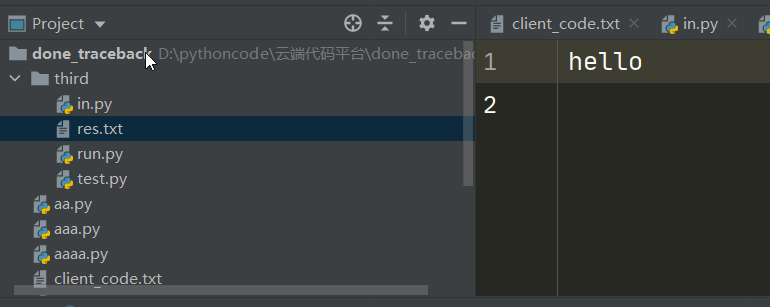 Project
done_traceback D:\pythoncode\云端代码平台\done_traceback
third
in.py
res.txt
run.py
test.py
aa.py
aaa.py
aaaa.py
client_code.txt
client_code.txt in.py
1 hello
2